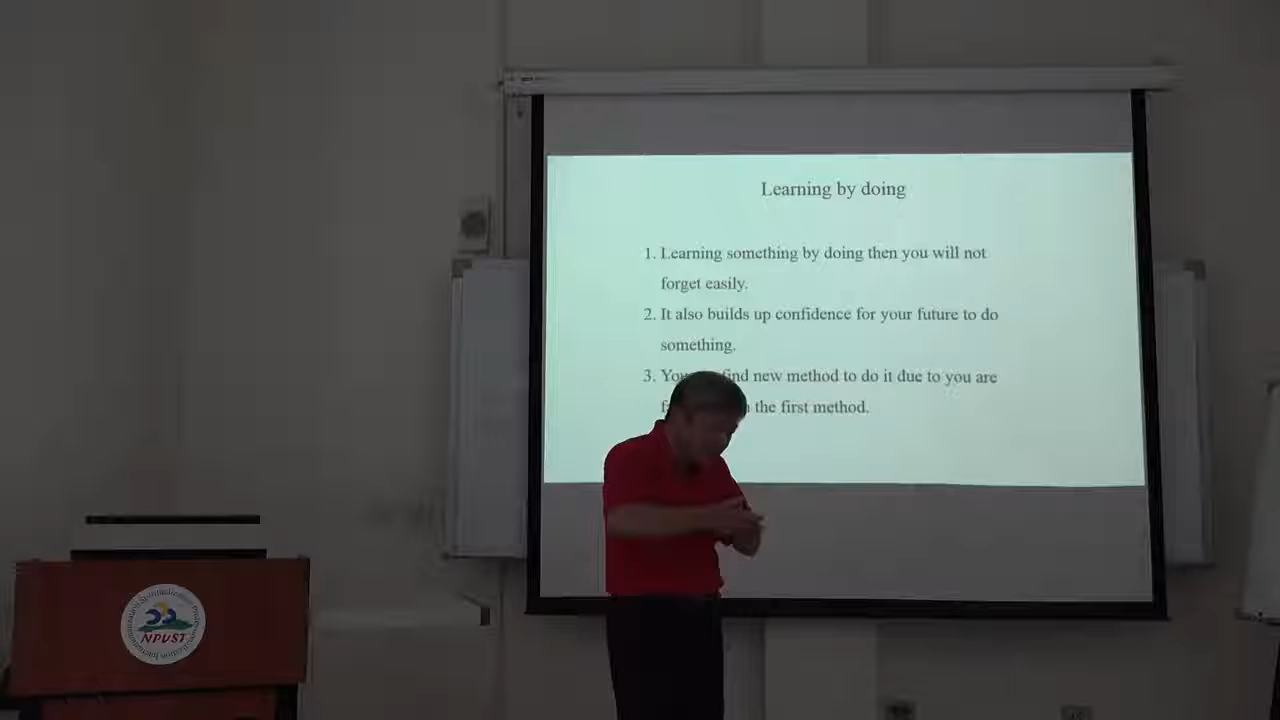 Learning by doing
1. Learning something by doing then you will not
forget easily.
2. It also builds up confidence for your future to do
something.
3. You find new method to do it due to you are
the first method.
NPUST